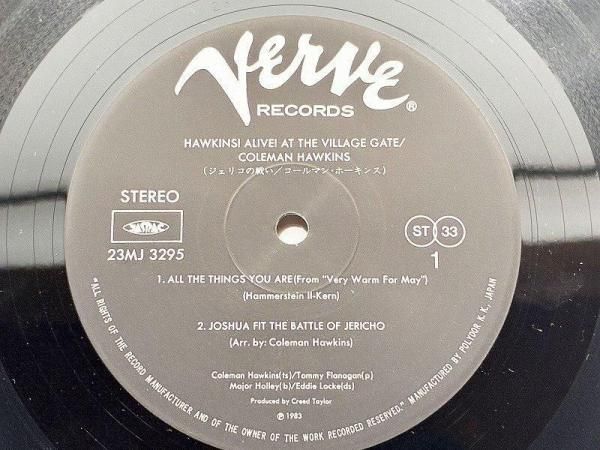 Verve
RECORDS ®
HAWKINS! ALIVE! AT THE VILLAGE GATE/
COLEMAN HAWKINS
(ジェリコの戦い/コールマン・ホーキンス)
STEREO
JASRAC
23MJ 3295
ST 33
1
1. ALL THE THINGS YOU ARE(From "Very Warm For May")
(Hammerstein II-Kern)
2. JOSHUA FIT THE BATTLE OF JERICHO
(Arr. by: Coleman Hawkins)
Coleman Hawkins(ts)/Tommy Flanagan(p)
Major Holley(b)/Eddie Locke(ds)
Produced by Creed Taylor
℗ 1983
"ALL RIGHTS OF THE RECORD MANUFACTURER AND OF THE OWNER OF THE WORK RECORDED RESERVED." MANUFACTURED BY POLYDOR K. K., JAPAN